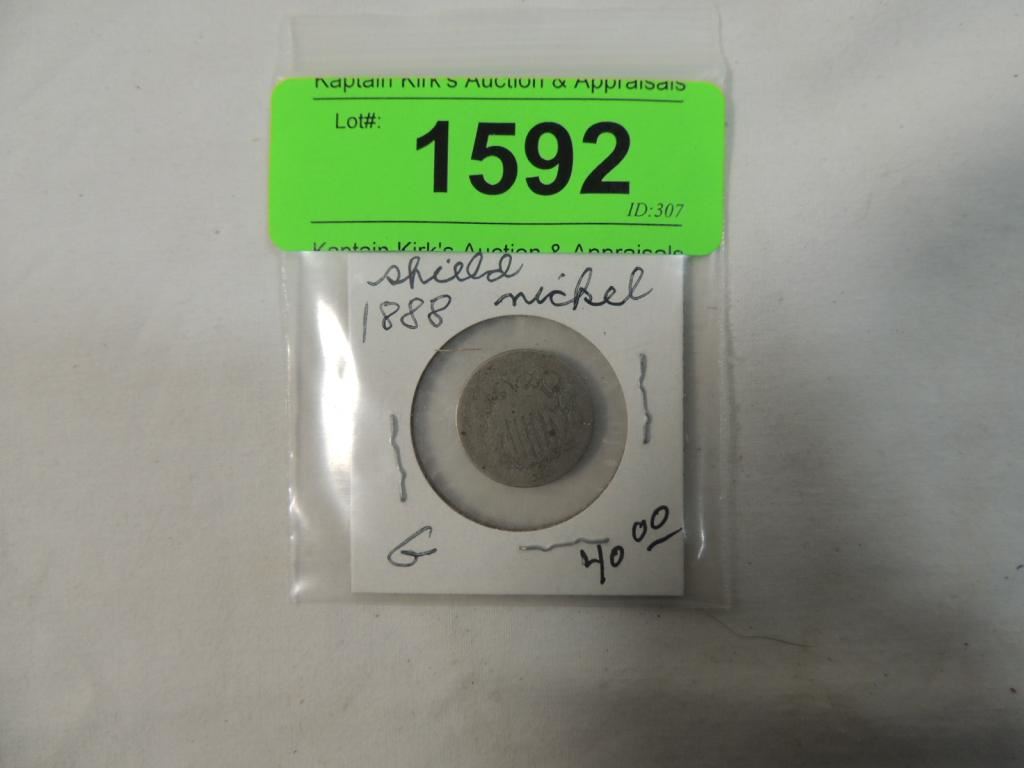 Kaptain Kirk's Auction & Appraisals
Lot#:
1592
ID:307
Kaptain Kirk's Auction & Appraisals
shield
1888 nickel
G
40 00